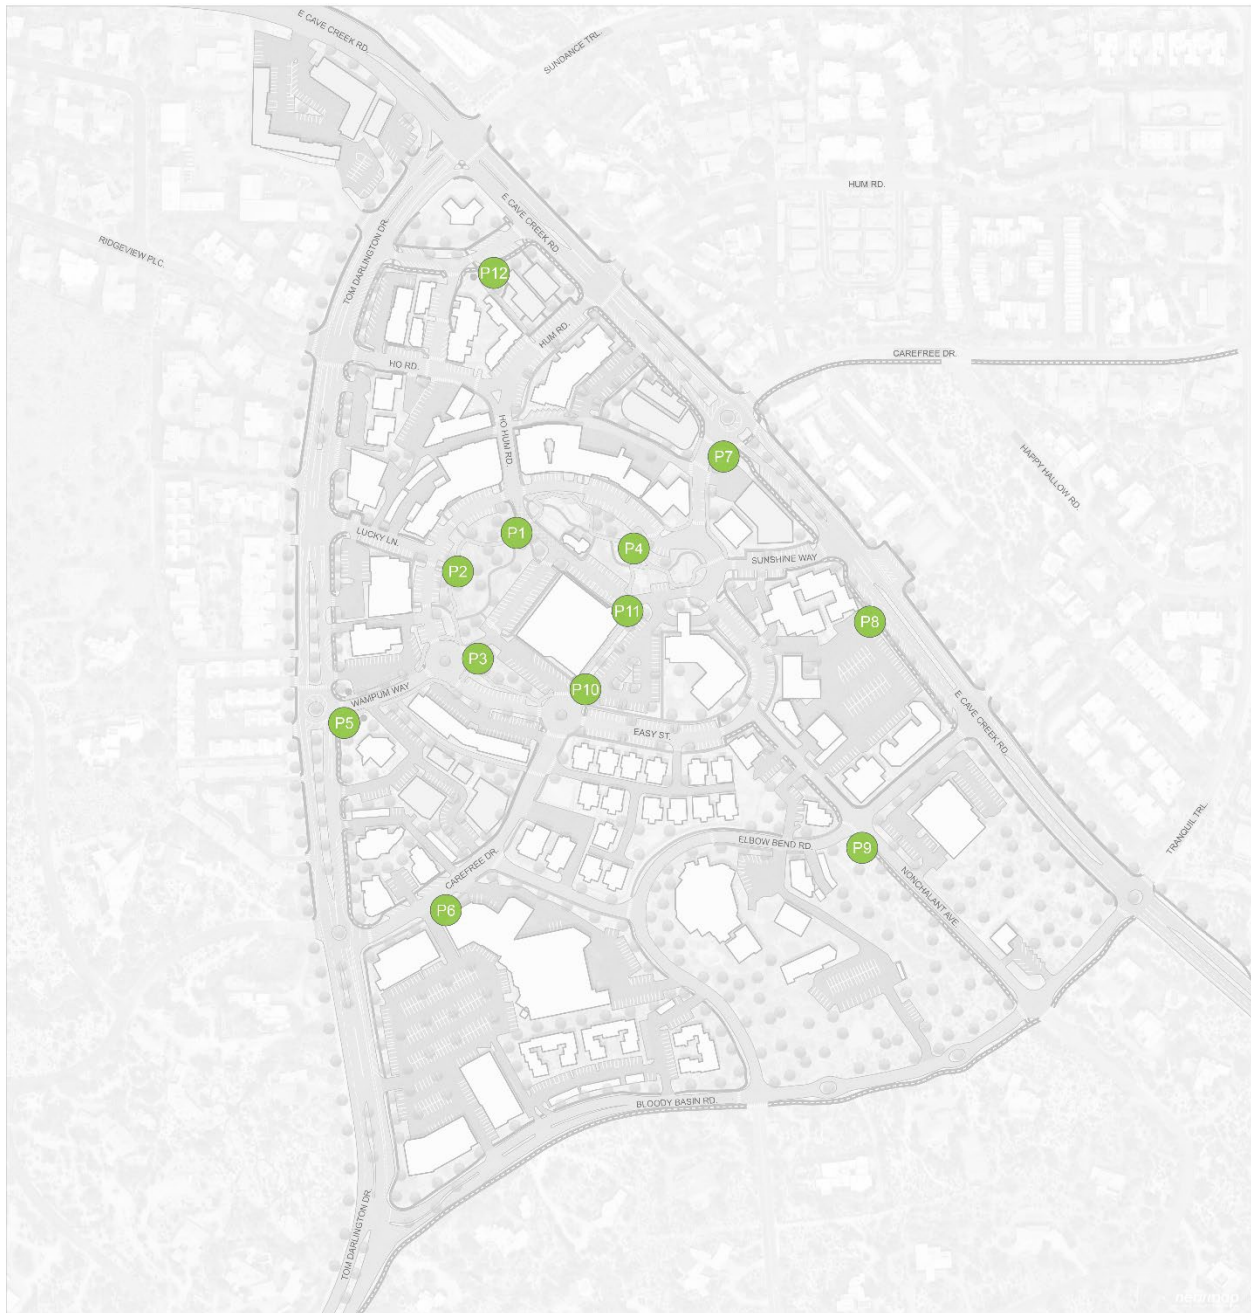 E CAVE CREEK RD.
SUNDANCE TRL.
HUM RD.
E CAVE CREEK RD.
TOM DARLINGTON DR.
RIDGEVIEW PLC.
P12
HUM RD.
CAREFREE DR.
HO RD.
HO HUM RD.
P7
HAPPY HALLOW RD.
P1
LUCKY LN.
P4
SUNSHINE WAY
P2
P11
P8
P3
P10
WAMPUM WAY
P5
EASY ST.
E CAVE CREEK RD.
TRANQUIL TRL.
ELBOW BEND RD.
P9
CAREFREE DR.
NONCHALANT AVE
P6
BLOODY BASIN RD.
TOM DARLINGTON DR.
nearmap